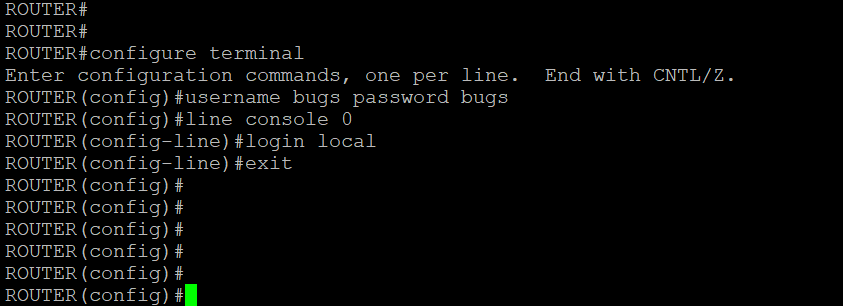 ROUTER#
ROUTER#
ROUTER#configure terminal
Enter configuration commands, one per line.  End with CNTL/Z.
ROUTER(config)#username bugs password bugs
ROUTER(config)#line console 0
ROUTER(config-line)#login local
ROUTER(config-line)#exit
ROUTER(config)#
ROUTER(config)#
ROUTER(config)#
ROUTER(config)#
ROUTER(config)#
ROUTER(config)#